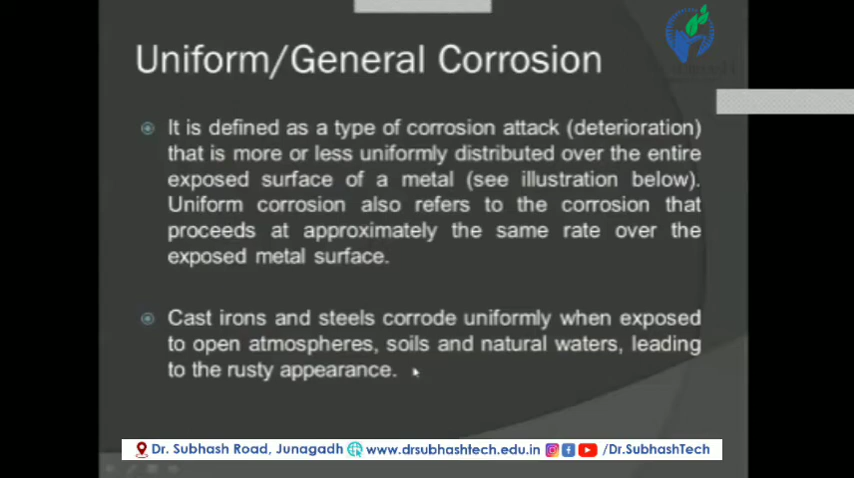 Uniform/General Corrosion
It is defined as a type of corrosion attack (deterioration)
that is more or less uniformly distributed over the entire
exposed surface of a metal (see illustration below).
Uniform corrosion also refers to the corrosion that
proceeds at approximately the same rate over the
exposed metal surface.
Cast irons and steels corrode uniformly when exposed
to open atmospheres, soils and natural waters, leading
to the rusty appearance.
Dr. Subhash Road, Junagadh www.drsubhashtech.edu.in /Dr.SubhashTech